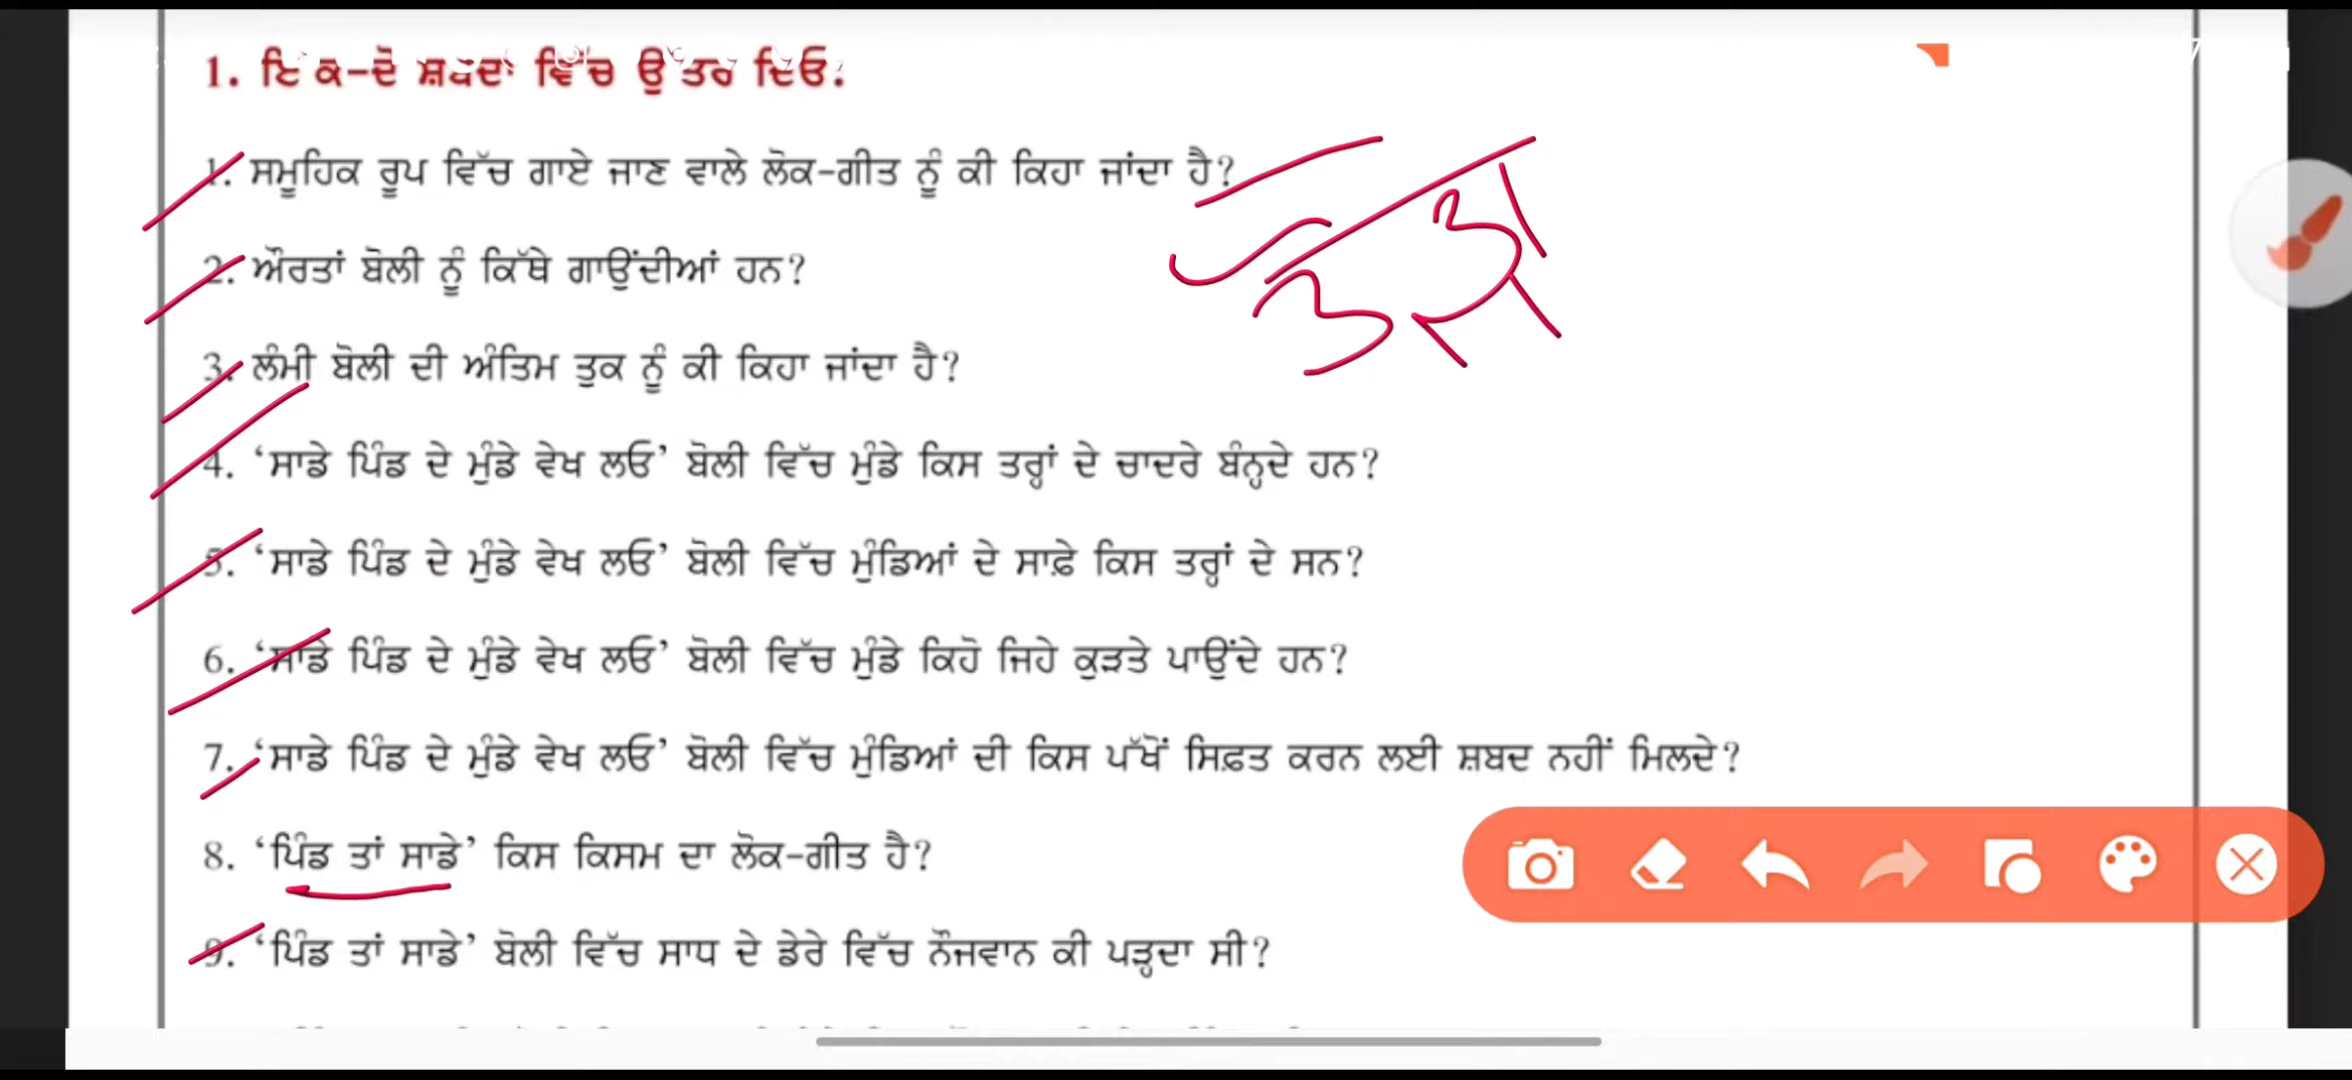 1. ਇੱਕ-ਦੋ ਸ਼ਬਦਾਂ ਵਿੱਚ ਉੱਤਰ ਦਿਓ:
1. ਸਮੂਹਿਕ ਰੂਪ ਵਿੱਚ ਗਾਏ ਜਾਣ ਵਾਲੇ ਲੋਕ-ਗੀਤ ਨੂੰ ਕੀ ਕਿਹਾ ਜਾਂਦਾ ਹੈ?
2. ਔਰਤਾਂ ਬੋਲੀ ਨੂੰ ਕਿੱਥੇ ਗਾਉਂਦੀਆਂ ਹਨ?
3. ਲੰਮੀ ਬੋਲੀ ਦੀ ਅੰਤਿਮ ਤੁਕ ਨੂੰ ਕੀ ਕਿਹਾ ਜਾਂਦਾ ਹੈ?
4. ‘ਸਾਡੇ ਪਿੰਡ ਦੇ ਮੁੰਡੇ ਵੇਖ ਲਓ’ ਬੋਲੀ ਵਿੱਚ ਮੁੰਡੇ ਕਿਸ ਤਰ੍ਹਾਂ ਦੇ ਚਾਦਰੇ ਬੰਨ੍ਹਦੇ ਹਨ?
5. ‘ਸਾਡੇ ਪਿੰਡ ਦੇ ਮੁੰਡੇ ਵੇਖ ਲਓ’ ਬੋਲੀ ਵਿੱਚ ਮੁੰਡਿਆਂ ਦੇ ਸਾਫ਼ੇ ਕਿਸ ਤਰ੍ਹਾਂ ਦੇ ਸਨ?
6. ‘ਸਾਡੇ ਪਿੰਡ ਦੇ ਮੁੰਡੇ ਵੇਖ ਲਓ’ ਬੋਲੀ ਵਿੱਚ ਮੁੰਡੇ ਕਿਹੋ ਜਿਹੇ ਕੁੜਤੇ ਪਾਉਂਦੇ ਹਨ?
7. ‘ਸਾਡੇ ਪਿੰਡ ਦੇ ਮੁੰਡੇ ਵੇਖ ਲਓ’ ਬੋਲੀ ਵਿੱਚ ਮੁੰਡਿਆਂ ਦੀ ਕਿਸ ਪੱਖੋਂ ਸਿਫ਼ਤ ਕਰਨ ਲਈ ਸ਼ਬਦ ਨਹੀਂ ਮਿਲਦੇ?
8. ‘ਪਿੰਡ ਤਾਂ ਸਾਡੇ’ ਕਿਸ ਕਿਸਮ ਦਾ ਲੋਕ-ਗੀਤ ਹੈ?
9. ‘ਪਿੰਡ ਤਾਂ ਸਾਡੇ’ ਬੋਲੀ ਵਿੱਚ ਸਾਧ ਦੇ ਡੇਰੇ ਵਿੱਚ ਨੌਜਵਾਨ ਕੀ ਪੜ੍ਹਦਾ ਸੀ?